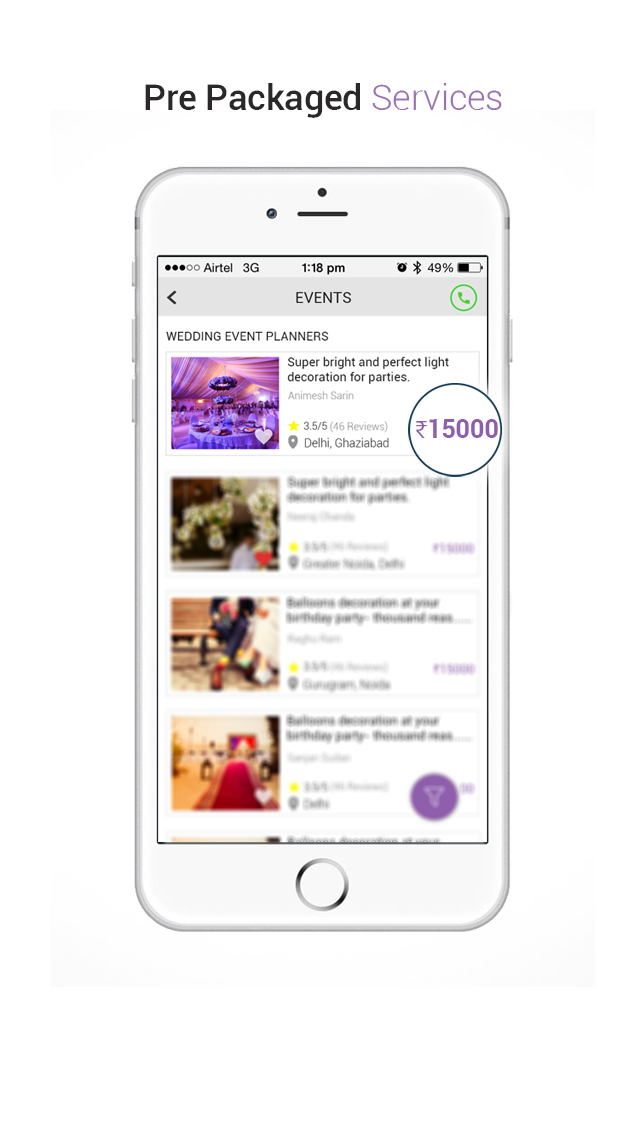 Pre Packaged Services
Airtel 3G 1:18 pm 49%
EVENTS
WEDDING EVENT PLANNERS
Super bright and perfect light
decoration for parties.
Animesh Sarin
3.5/5 (46 Reviews)
₹15000
Delhi, Ghaziabad
Super bright and perfect light
decoration for parties.
Neeraj Chanda
3.5/5 (46 Reviews)
₹15000
Greater Noida, Delhi
Balloons decoration at your
birthday party- thousand reas......
Raghu Ram
3.5/5 (46 Reviews)
₹15000
Gurugram, Noida
Balloons decoration at your
birthday party- thousand reas......
Sanjan Sudan
3.5/5 (46 Reviews)
Delhi